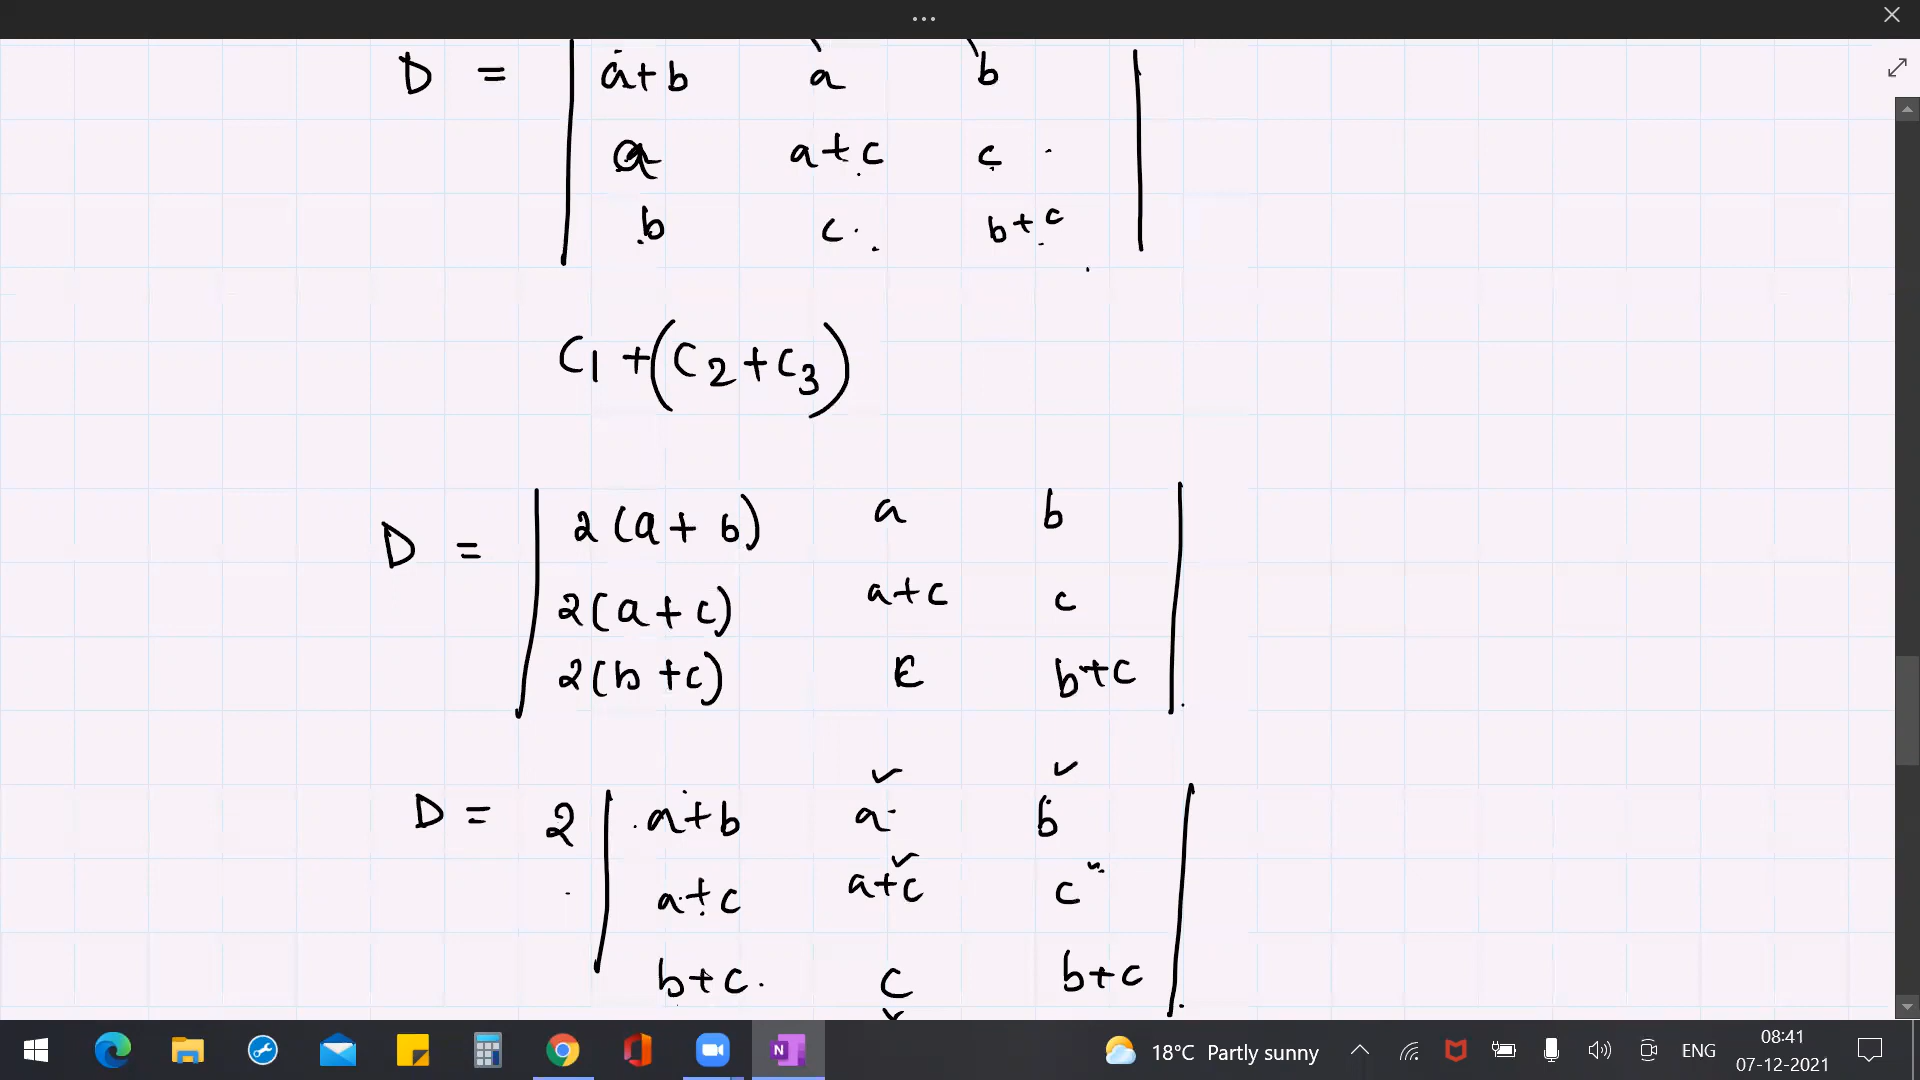 D = | a+b a b |
| a a+c c |
| b c b+c |
C1 + (C2 + C3)
D = | 2(a+b) a b |
| 2(a+c) a+c c |
| 2(b+c) c b+c |
D = 2 | a+b a b |
| a+c a+c c |
| b+c c b+c |
18°C Partly sunny
ENG
08:41
07-12-2021